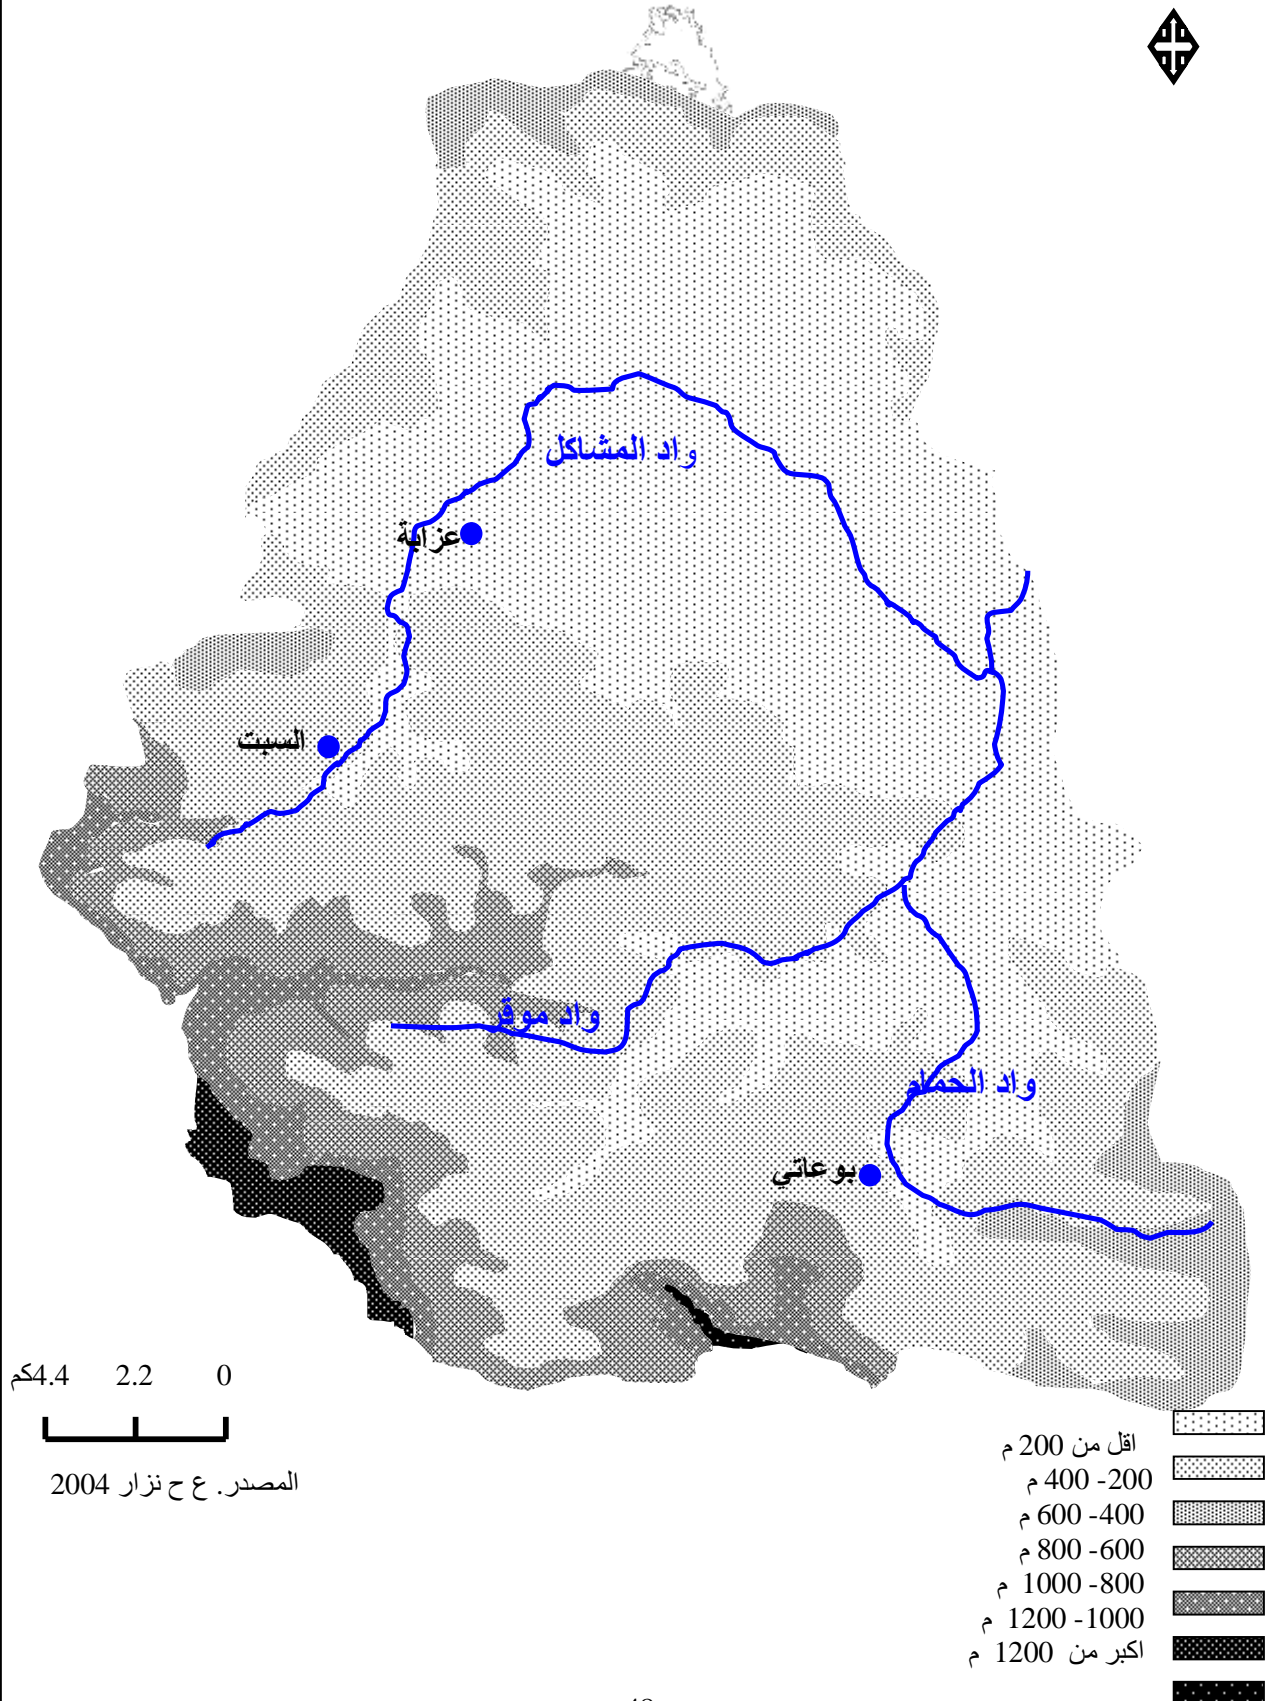 واد المشاكل
عزابة
السبت
واد موقر
واد الحمام
بوعاتي
4.4كم 2.2 0
المصدر. ع ح نزار 2004
اقل من 200 م
200- 400 م
400- 600 م
600- 800 م
800- 1000 م
1000- 1200 م
اكبر من 1200 م